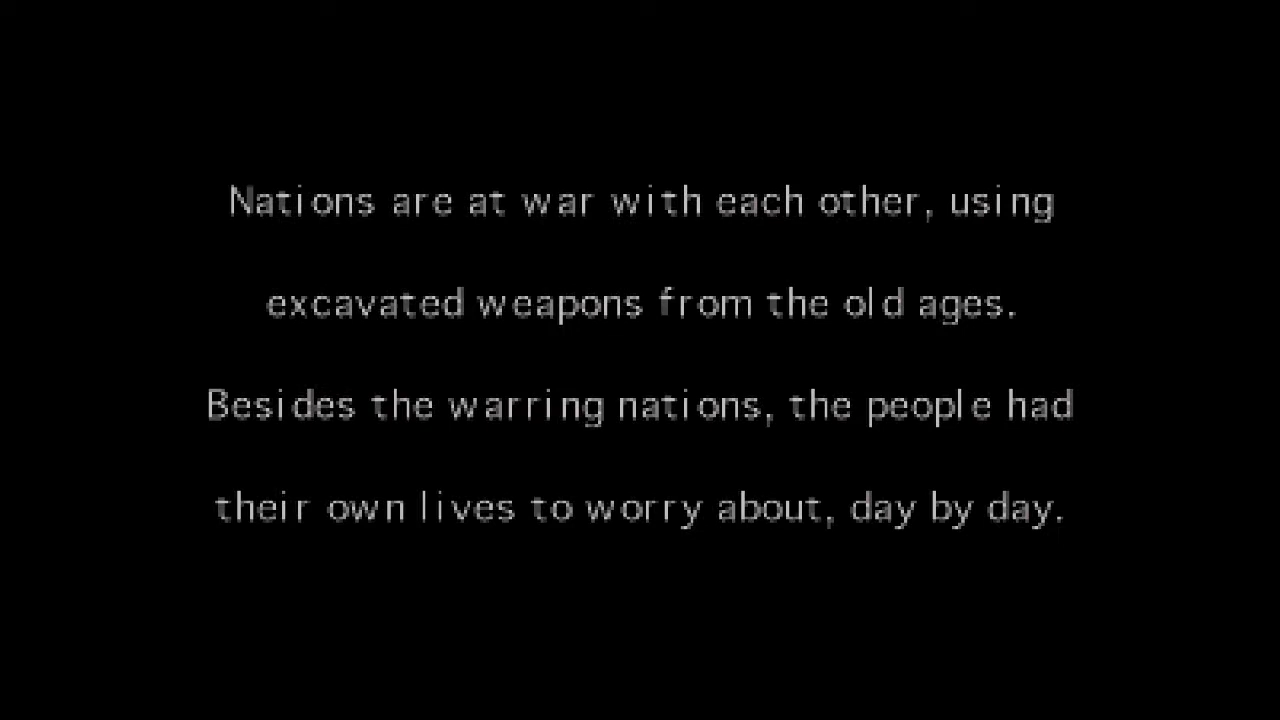 Nations are at war with each other, using
excavated weapons from the old ages.
Besides the warring nations, the people had
their own lives to worry about, day by day.